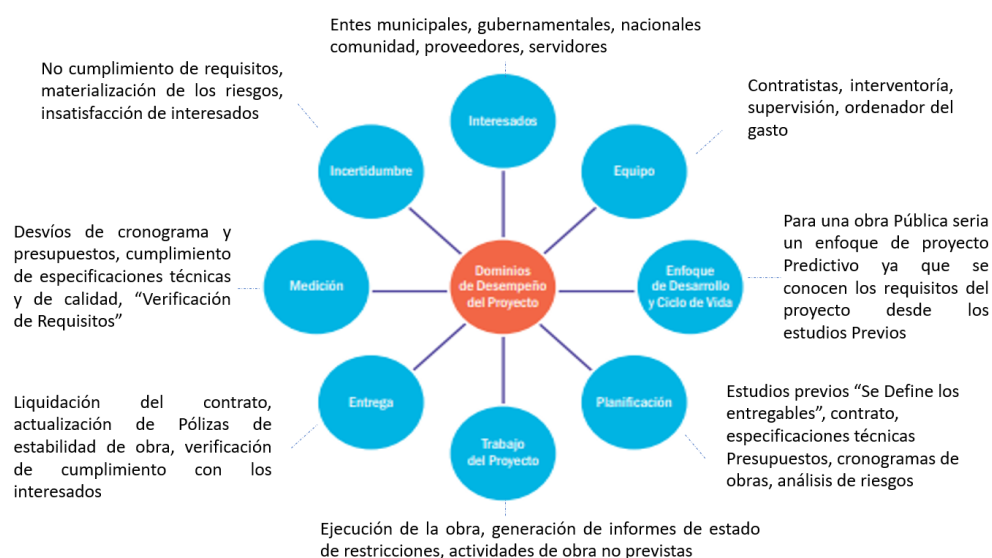 Entes municipales, gubernamentales, nacionales
comunidad, proveedores, servidores
No cumplimiento de requisitos,
materialización de los riesgos,
insatisfacción de interesados
Contratistas, interventoría,
supervisión, ordenador del
gasto
Interesados
Incertidumbre
Equipo
Desvíos de cronograma y
presupuestos, cumplimiento
de especificaciones técnicas
y de calidad, “Verificación
de Requisitos”
Medición
Dominios
de Desempeño
del Proyecto
Enfoque
de Desarrollo
y Ciclo de Vida
Para una obra Pública seria
un enfoque de proyecto
Predictivo ya que se
conocen los requisitos del
proyecto desde los
estudios Previos
Entrega
Planificación
Trabajo
del Proyecto
Liquidación del contrato,
actualización de Pólizas de
estabilidad de obra, verificación
de cumplimiento con los
interesados
Estudios previos “Se Define los
entregables”, contrato,
especificaciones técnicas
Presupuestos, cronogramas de
obras, análisis de riesgos
Ejecución de la obra, generación de informes de estado
de restricciones, actividades de obra no previstas